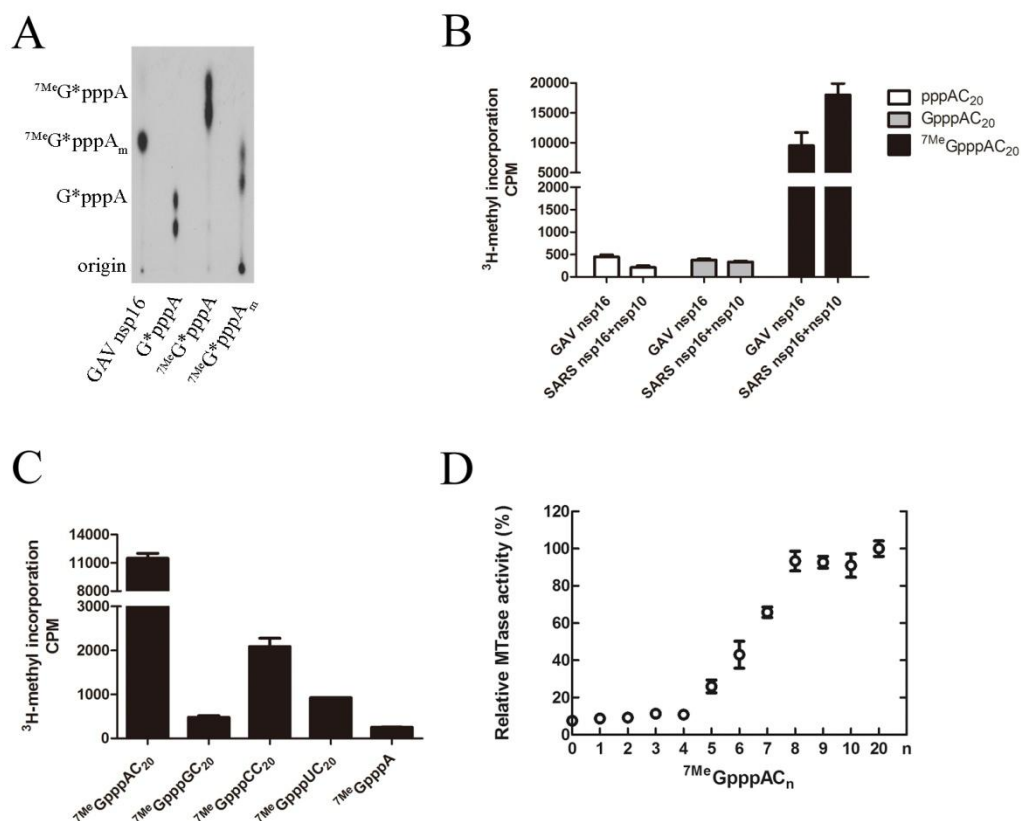 A
⁷ᴹᵉG*pppA
⁷ᴹᵉG*pppAₘ
G*pppA
origin
GAV nsp16
G*pppA
⁷ᴹᵉG*pppA
⁷ᴹᵉG*pppAₘ
B
³H-methyl incorporation
CPM
20000
15000
10000
5000
2000
1500
1000
500
0
GAV nsp16
SARS nsp16+nsp10
GAV nsp16
SARS nsp16+nsp10
GAV nsp16
SARS nsp16+nsp10
pppAC₂₀
GpppAC₂₀
⁷ᴹᵉGpppAC₂₀
C
³H-methyl incorporation
CPM
14000
11000
8000
3000
2000
1000
0
⁷ᴹᵉGpppAC₂₀
⁷ᴹᵉGpppGC₂₀
⁷ᴹᵉGpppCC₂₀
⁷ᴹᵉGpppUC₂₀
⁷ᴹᵉGpppA
D
Relative MTase activity (%)
120
100
80
60
40
20
0
0 1 2 3 4 5 6 7 8 9 10 20 n
⁷ᴹᵉGpppACₙ